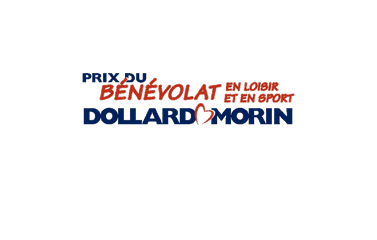 PRIX DU
BÉNÉVOLAT EN LOISIR
ET EN SPORT
DOLLARD MORIN